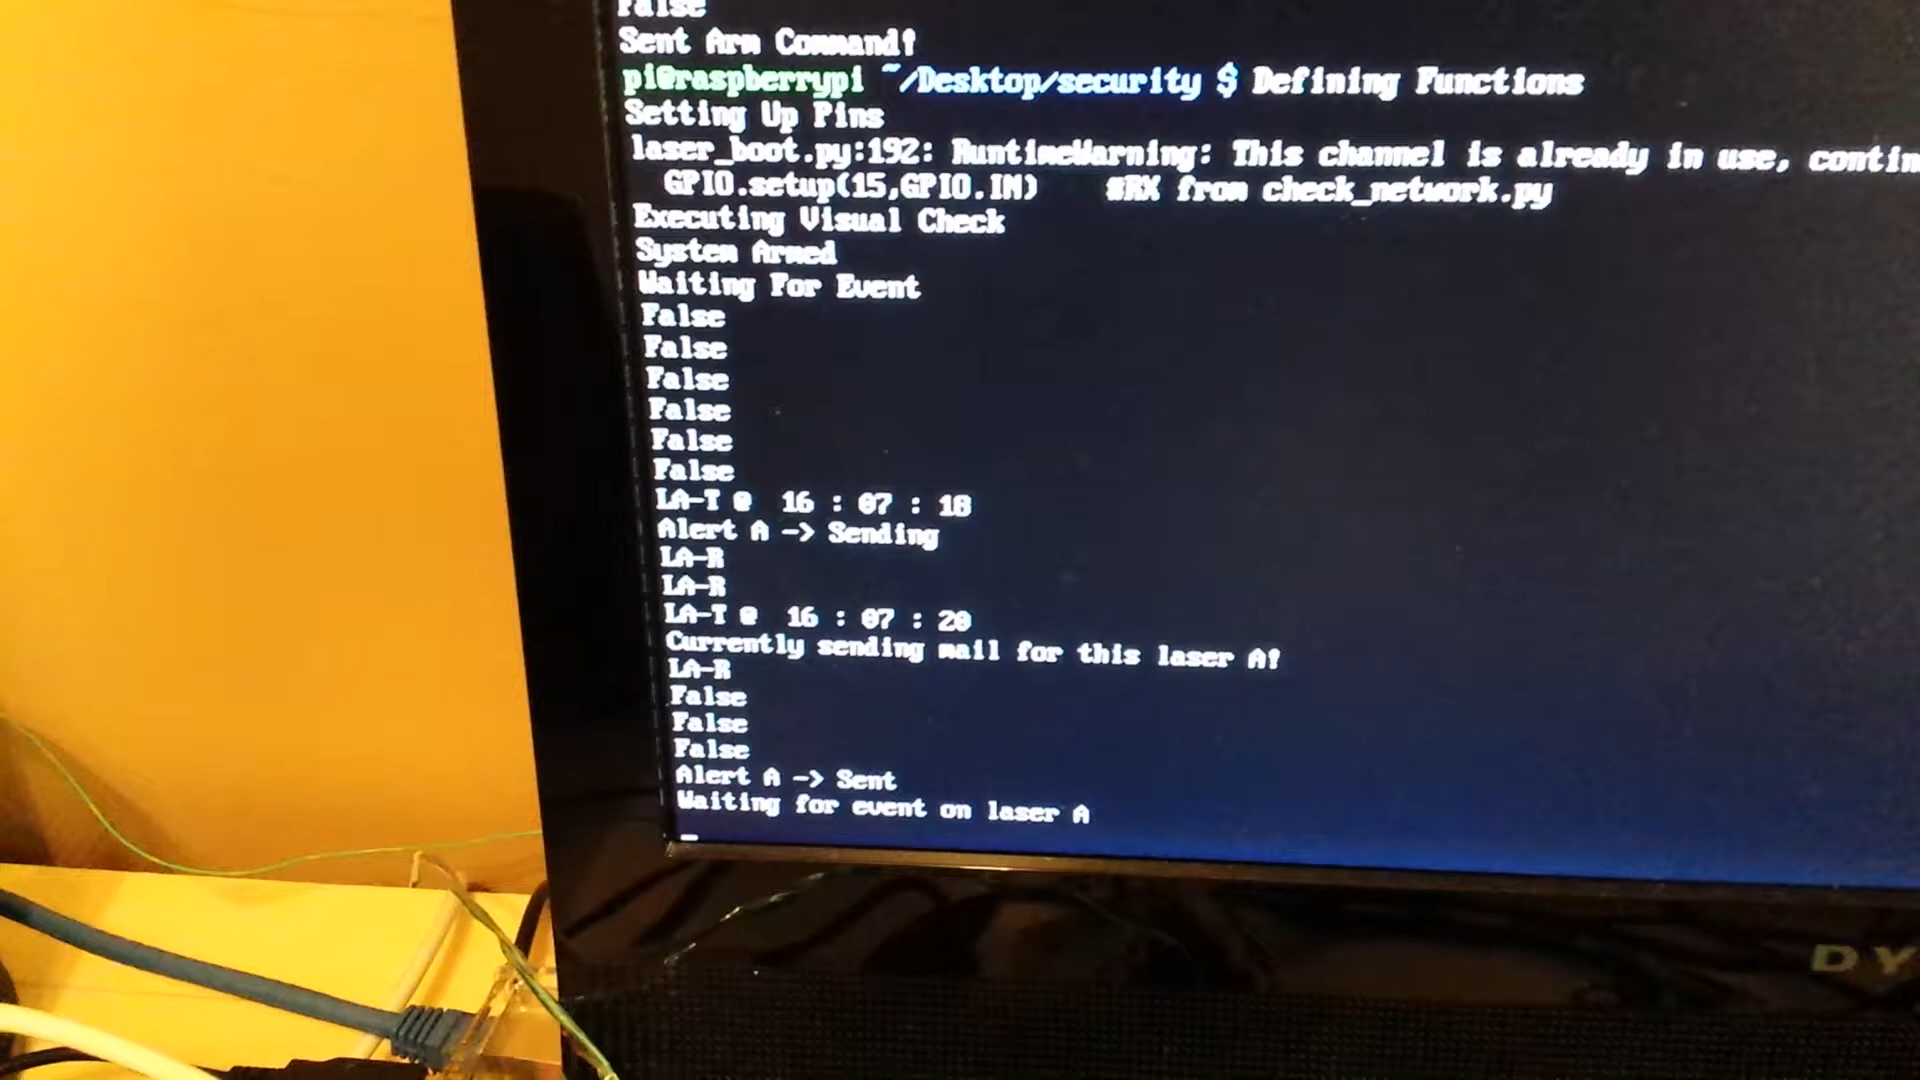 False
Sent Arm Command!
pi@raspberrypi ~/Desktop/security $ Defining Functions
Setting Up Pins
laser_boot.py:192: RuntimeWarning: This channel is already in use, contin
GPIO.setup(15,GPIO.IN) #RX from check_network.py
Executing Visual Check
System Armed
Waiting For Event
False
False
False
False
False
False
LA-T @ 16 : 07 : 18
Alert A -> Sending
LA-R
LA-R
LA-T @ 16 : 07 : 20
Currently sending mail for this laser A!
LA-R
False
False
False
Alert A -> Sent
Waiting for event on laser A
DY